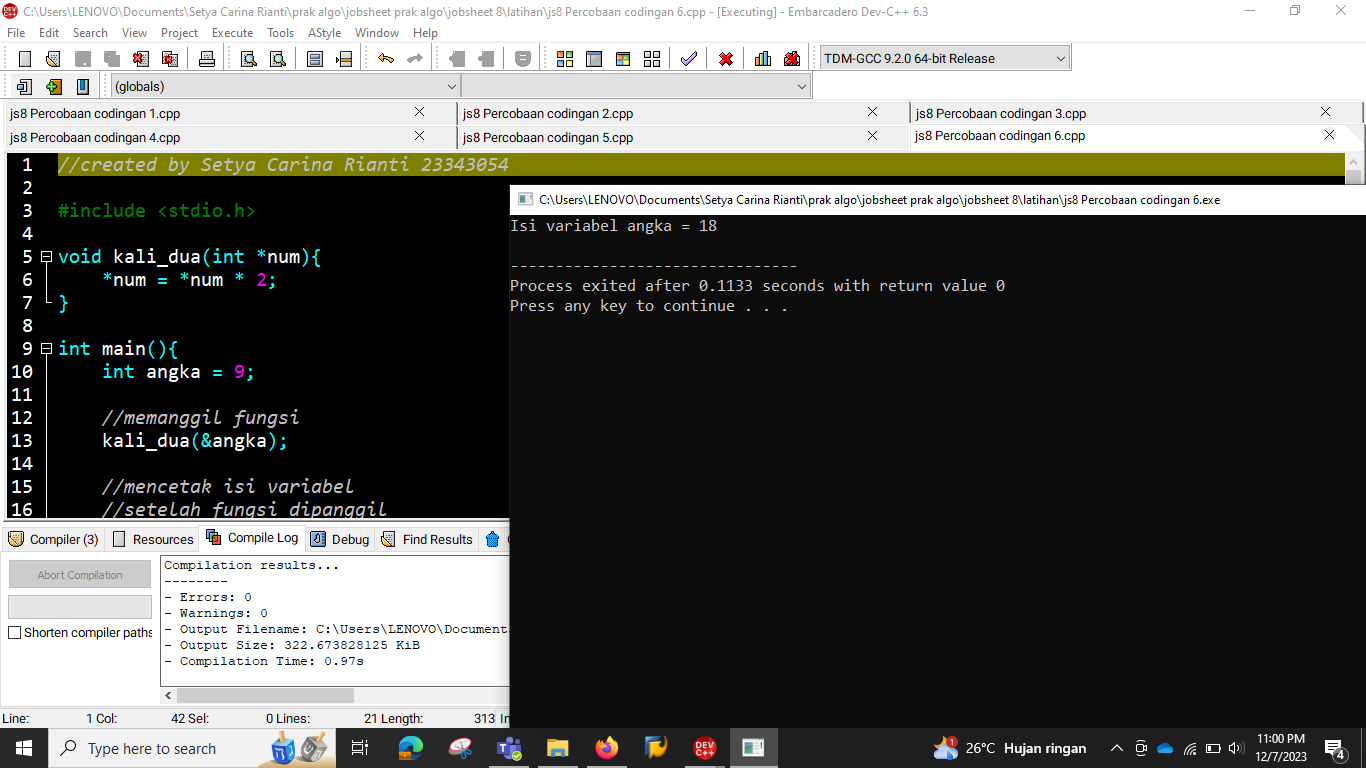 C:\Users\LENOVO\Documents\Setya Carina Rianti\prak algo\jobsheet prak algo\jobsheet 8\latihan\js8 Percobaan codingan 6.cpp - [Executing] - Embarcadero Dev-C++ 6.3
File Edit Search View Project Execute Tools AStyle Window Help
TDM-GCC 9.2.0 64-bit Release
(globals)
js8 Percobaan codingan 1.cpp js8 Percobaan codingan 2.cpp js8 Percobaan codingan 3.cpp
js8 Percobaan codingan 4.cpp js8 Percobaan codingan 5.cpp js8 Percobaan codingan 6.cpp
1 //created by Setya Carina Rianti 23343054
2
3 #include <stdio.h>
4
5 void kali_dua(int *num){
6 *num = *num * 2;
7 }
8
9 int main(){
10 int angka = 9;
11
12 //memanggil fungsi
13 kali_dua(&angka);
14
15 //mencetak isi variabel
16 //setelah fungsi dipanggil
C:\Users\LENOVO\Documents\Setya Carina Rianti\prak algo\jobsheet prak algo\jobsheet 8\latihan\js8 Percobaan codingan 6.exe
Isi variabel angka = 18
--------------------------------
Process exited after 0.1133 seconds with return value 0
Press any key to continue . . .
Compiler (3) Resources Compile Log Debug Find Results
Abort Compilation
Shorten compiler paths
Compilation results...
--------
- Errors: 0
- Warnings: 0
- Output Filename: C:\Users\LENOVO\Document
- Output Size: 322.673828125 KiB
- Compilation Time: 0.97s
Line: 1 Col: 42 Sel: 0 Lines: 21 Length: 313
Type here to search
DEV C++
1
26°C Hujan ringan
11:00 PM
12/7/2023
4